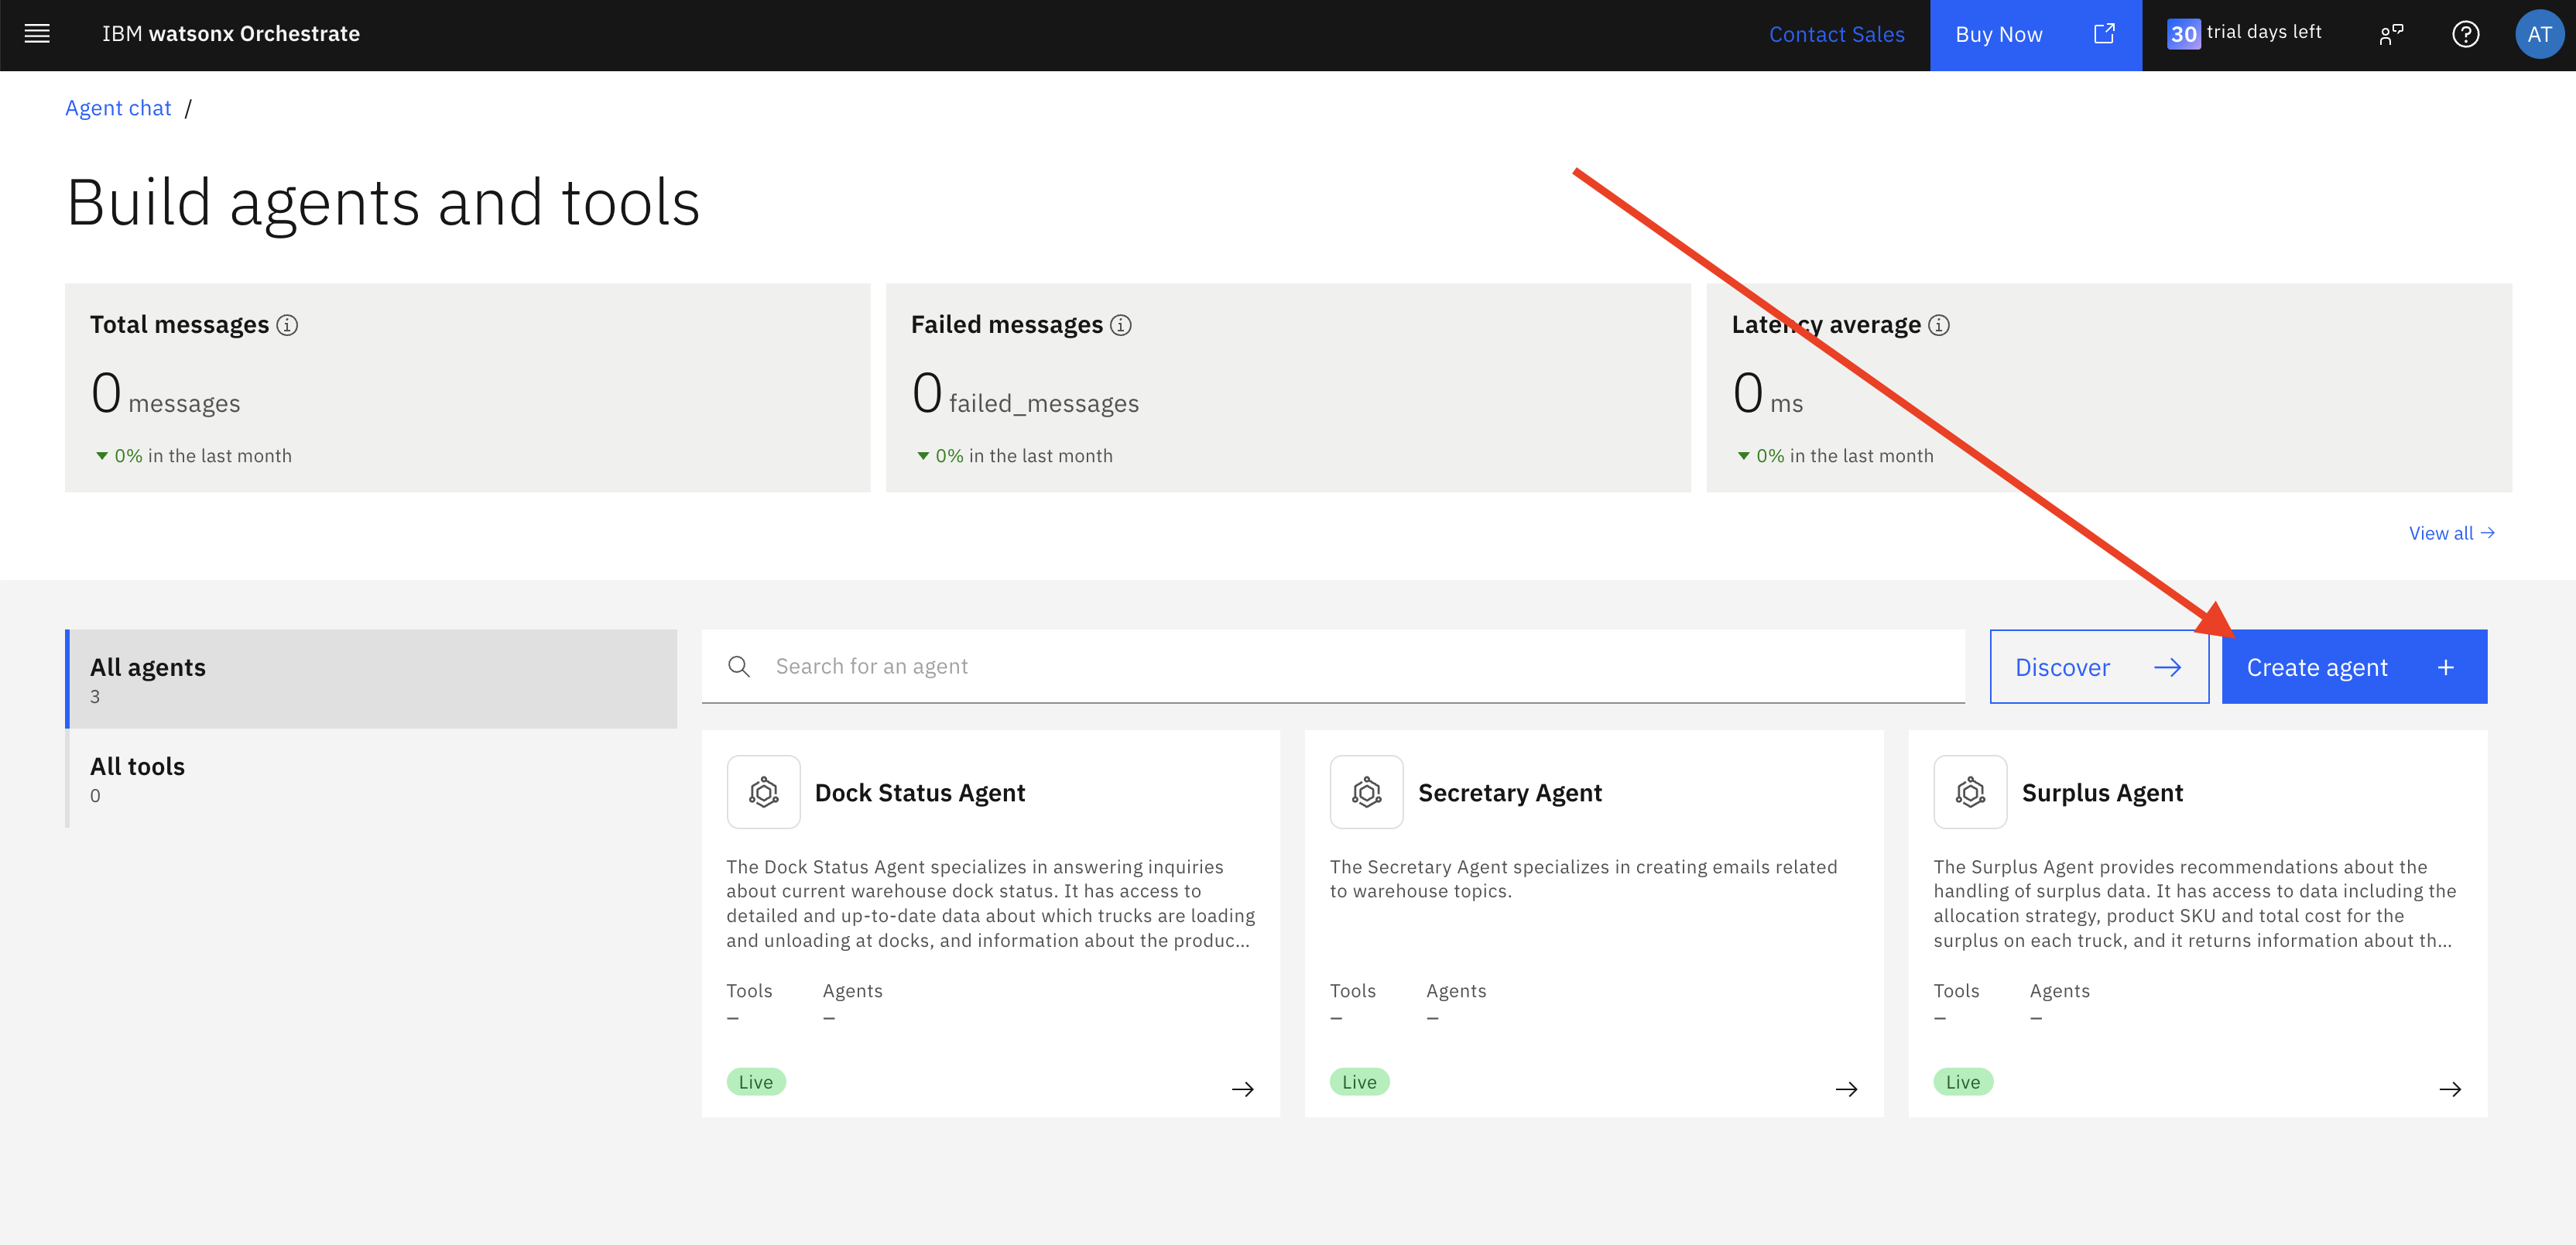 IBM watsonx Orchestrate
Contact Sales
Buy Now
30 trial days left
AT
Agent chat /
Build agents and tools
Total messages
0 messages
0% in the last month
Failed messages
0 failed_messages
0% in the last month
Latency average
0 ms
0% in the last month
View all
All agents
3
All tools
0
Search for an agent
Discover
Create agent +
Dock Status Agent
The Dock Status Agent specializes in answering inquiries
about current warehouse dock status. It has access to
detailed and up-to-date data about which trucks are loading
and unloading at docks, and information about the produc...
Tools Agents
– –
Live
Secretary Agent
The Secretary Agent specializes in creating emails related
to warehouse topics.
Tools Agents
– –
Live
Surplus Agent
The Surplus Agent provides recommendations about the
handling of surplus data. It has access to data including the
allocation strategy, product SKU and total cost for the
surplus on each truck, and it returns information about th...
Tools Agents
– –
Live